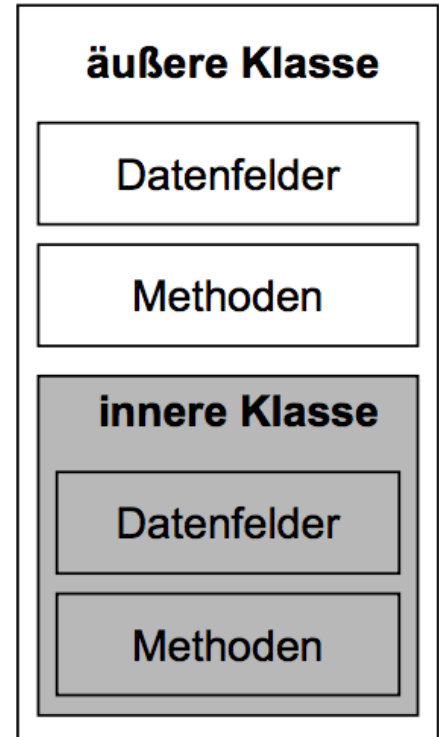 äußere Klasse
Datenfelder
Methoden
innere Klasse
Datenfelder
Methoden